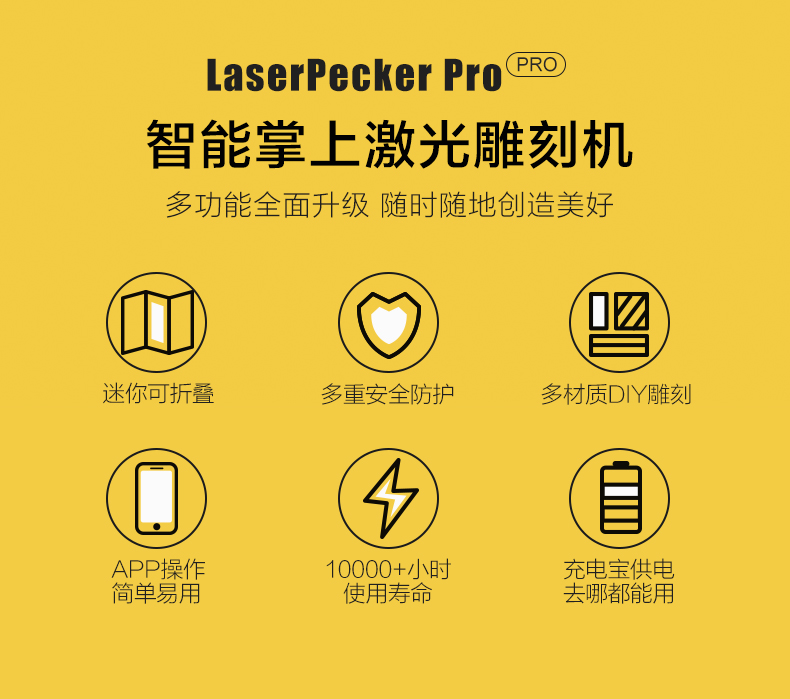 LaserPecker Pro PRO
智能掌上激光雕刻机
多功能全面升级 随时随地创造美好
迷你可折叠
多重安全防护
多材质DIY雕刻
APP操作
简单易用
10000+小时
使用寿命
充电宝供电
去哪都能用